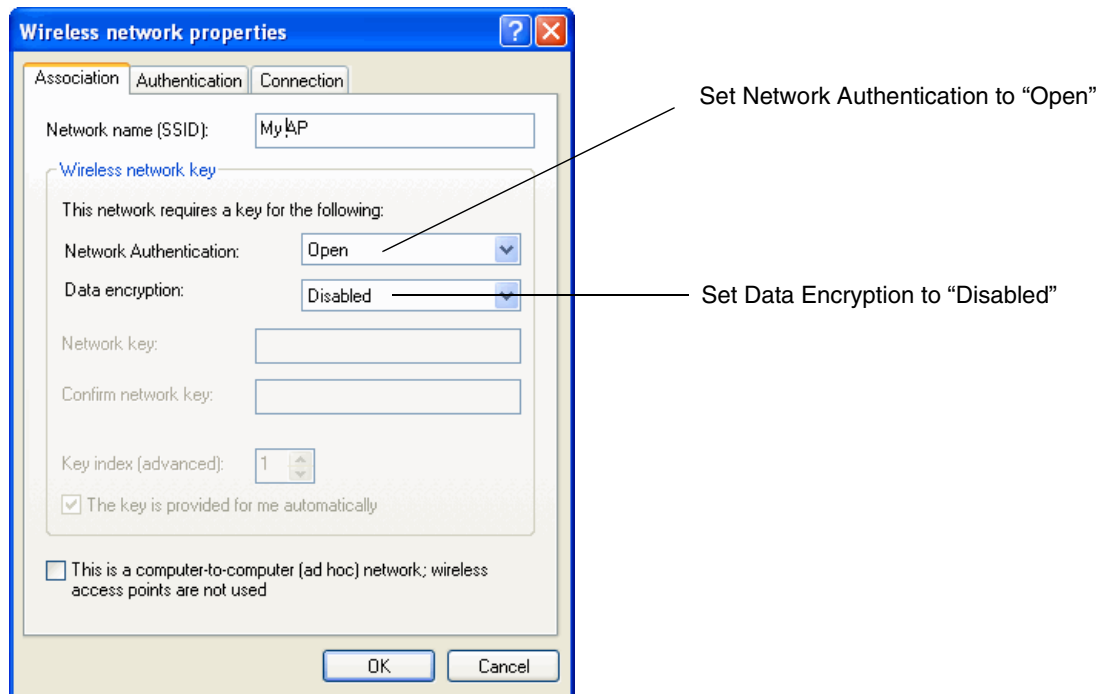 Wireless network properties
Association Authentication Connection
Set Network Authentication to “Open”
Network name (SSID): My AP
Wireless network key
This network requires a key for the following:
Network Authentication: Open
Data encryption: Disabled
Set Data Encryption to “Disabled”
Network key:
Confirm network key:
Key index (advanced): 1
The key is provided for me automatically
This is a computer-to-computer (ad hoc) network; wireless
access points are not used
OK Cancel